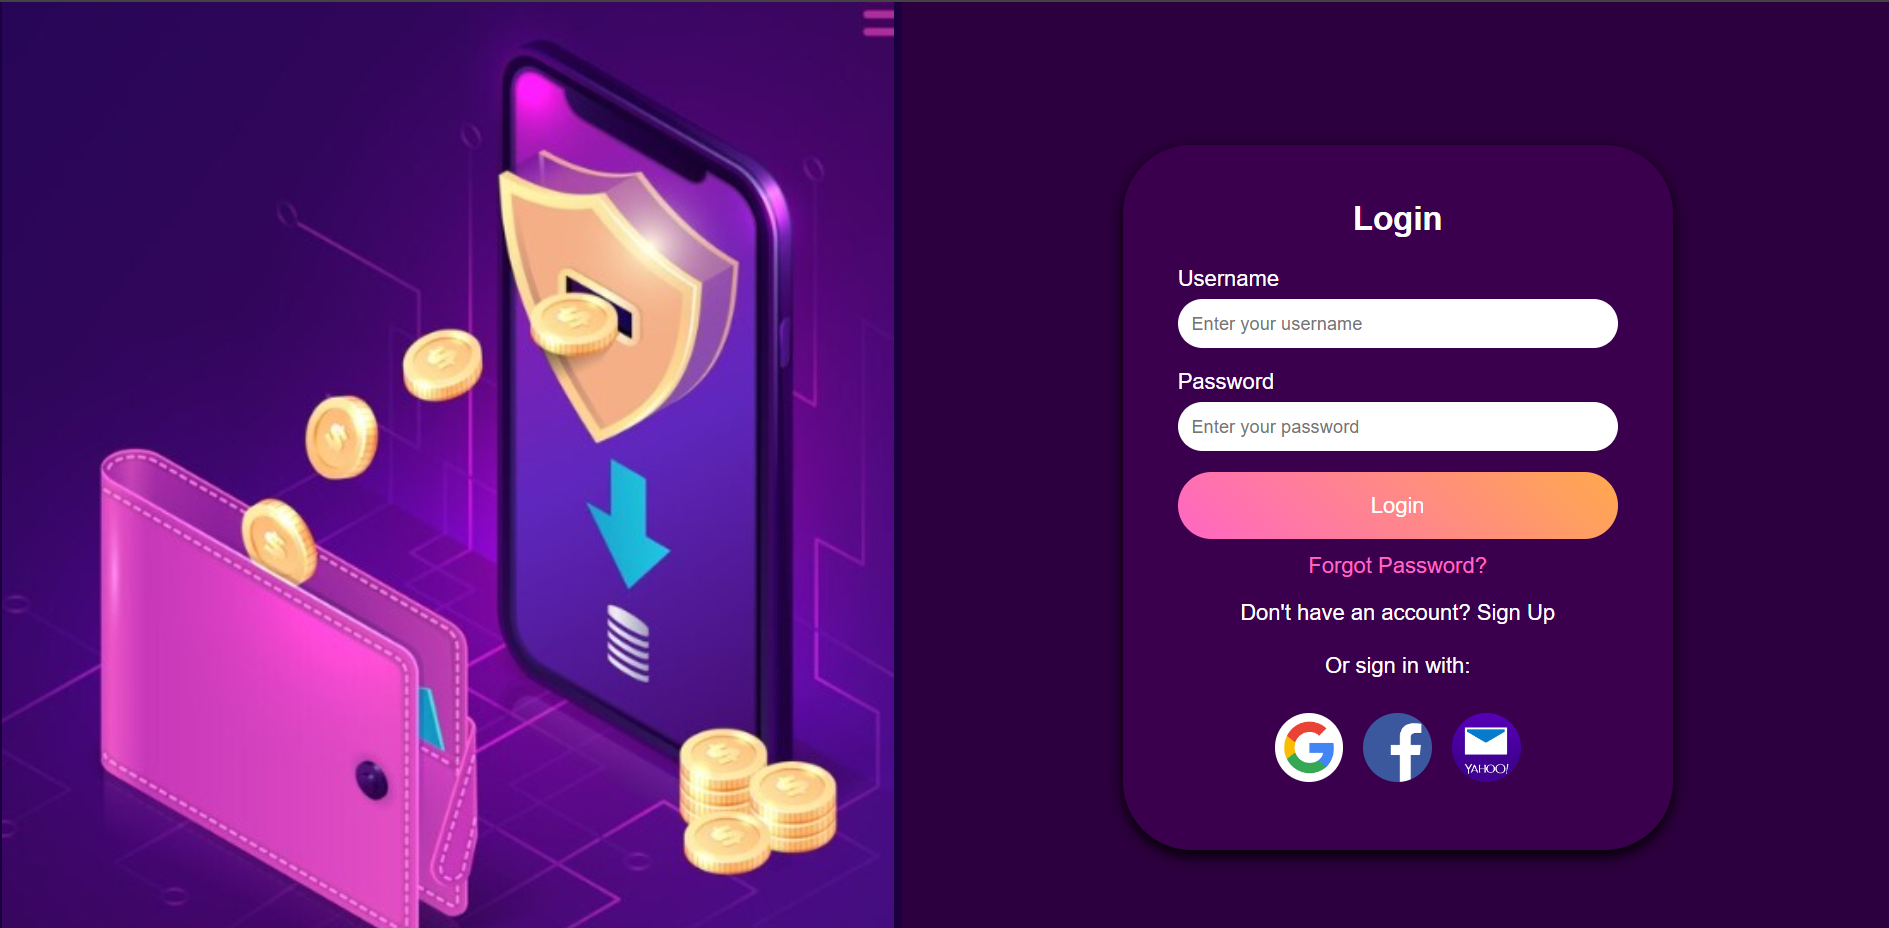 Login
Username
Enter your username
Password
Enter your password
Login
Forgot Password?
Don't have an account? Sign Up
Or sign in with:
YAHOO!